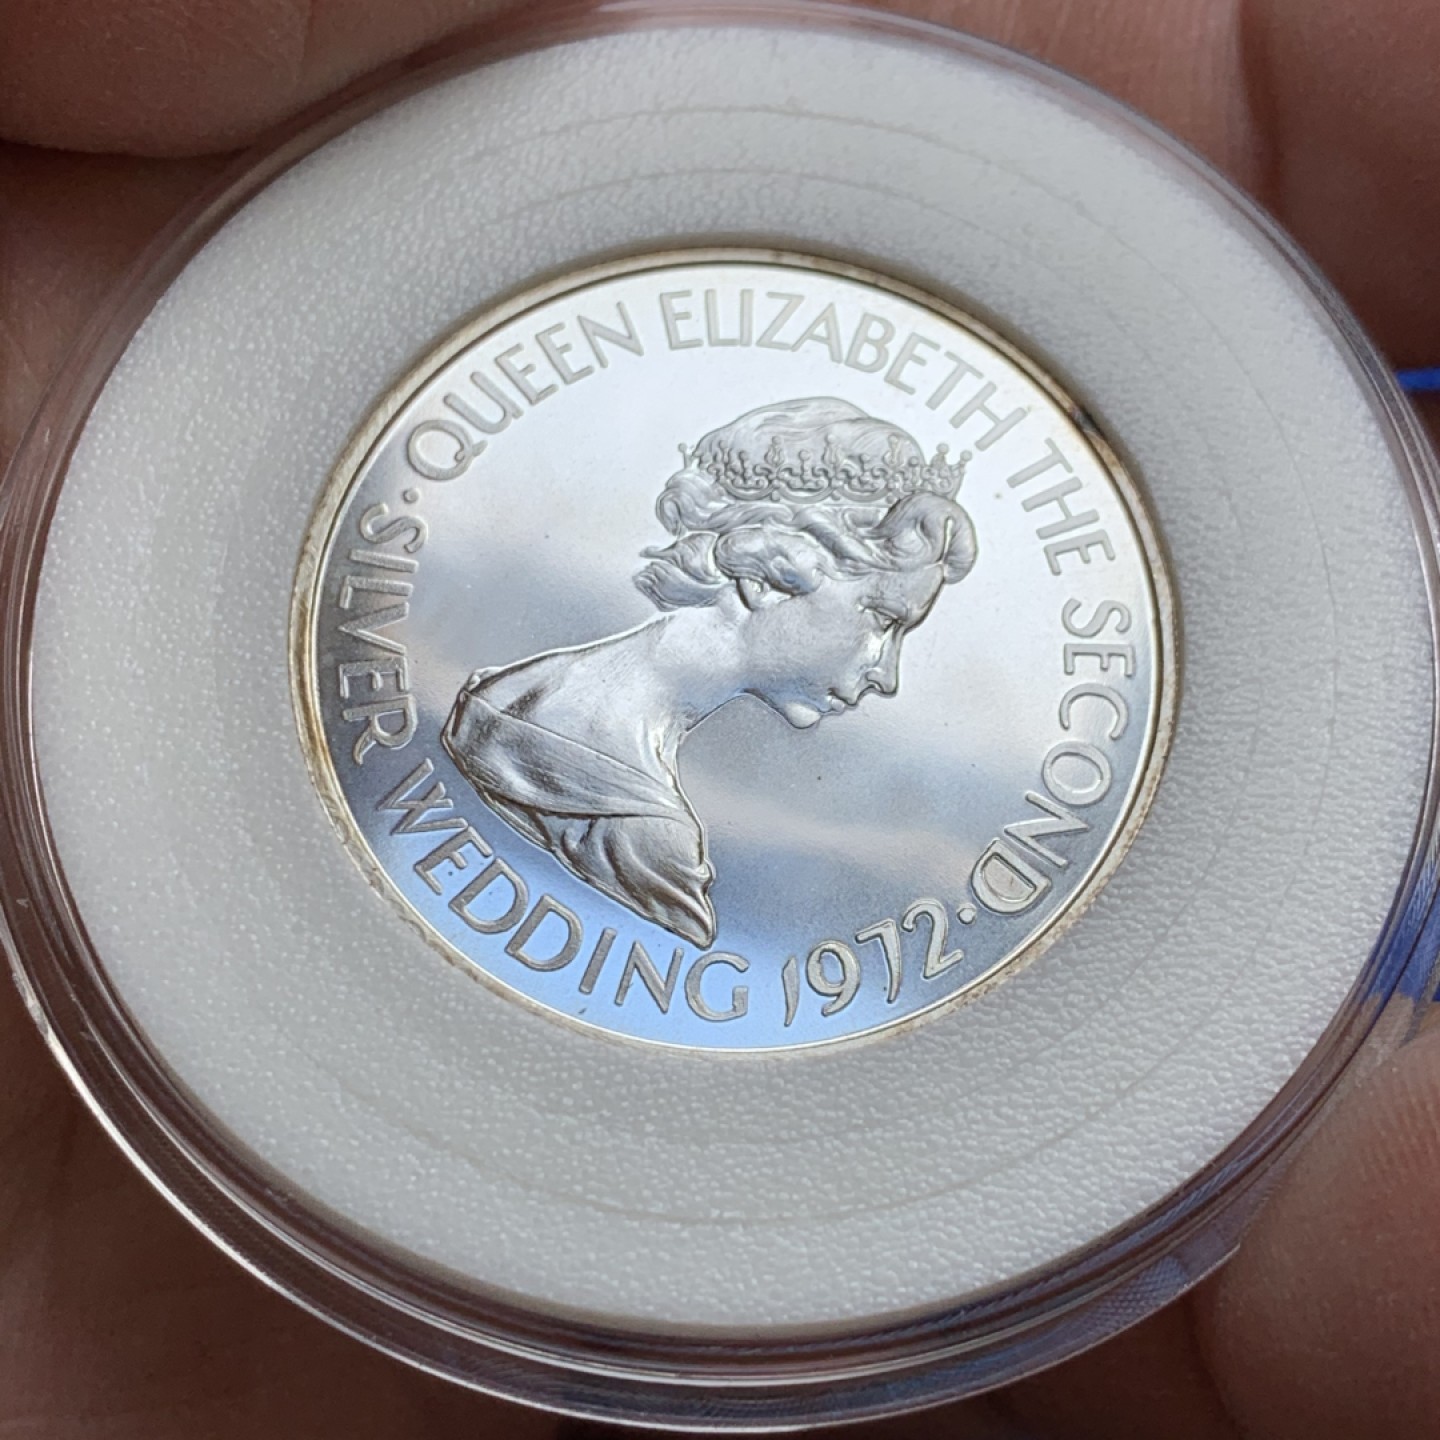 QUEEN ELIZABETH THE SECOND · SILVER WEDDING 1972 ·